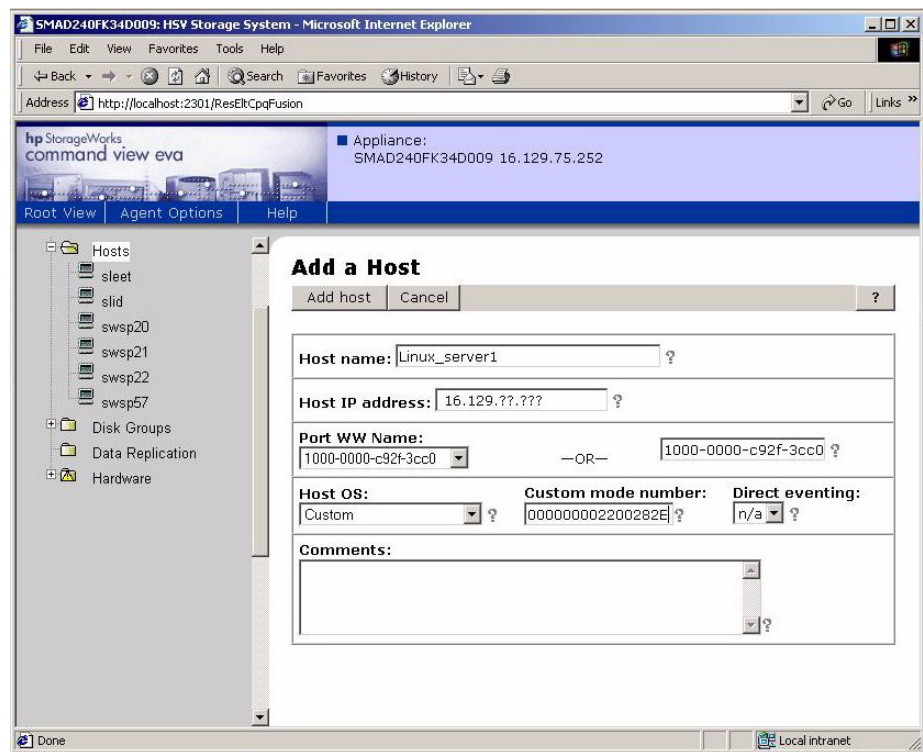 SMAD240FK34D009: HSV Storage System - Microsoft Internet Explorer
File Edit View Favorites Tools Help
Back Search Favorites History
Address http://localhost:2301/ResEltCpqFusion Go Links »
hp StorageWorks
command view eva
Appliance:
SMAD240FK34D009 16.129.75.252
Root View Agent Options Help
Hosts
sleet
slid
swsp20
swsp21
swsp22
swsp57
Disk Groups
Data Replication
Hardware
Add a Host
Add host Cancel ?
Host name: Linux_server1 ?
Host IP address: 16.129.??.??? ?
Port WW Name:
1000-0000-c92f-3cc0 —OR— 1000-0000-c92f-3cc0 ?
Host OS: Custom mode number: Direct eventing:
Custom ? 000000002200282E ? n/a ?
Comments:
?
Done Local intranet